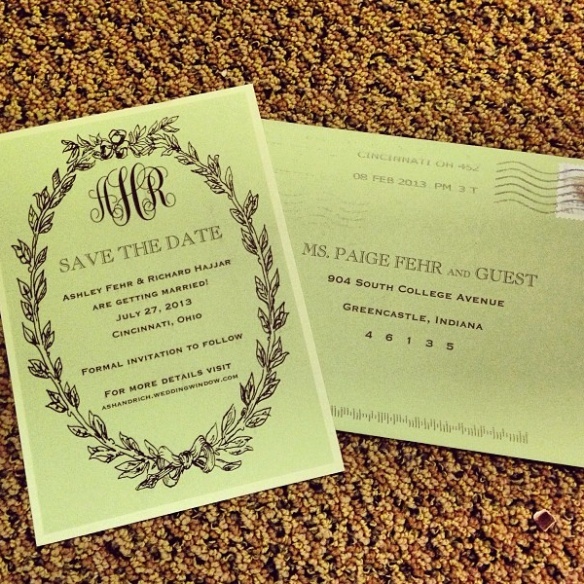 AHR
SAVE THE DATE
ASHLEY FEHR & RICHARD HAJJAR
ARE GETTING MARRIED!
JULY 27, 2013
CINCINNATI, OHIO
FORMAL INVITATION TO FOLLOW
FOR MORE DETAILS VISIT
ASHANDRICH.WEDDINGWINDOW.COM
CINCINNATI OH 452
08 FEB 2013 PM 3 T
MS. PAIGE FEHR AND GUEST
904 SOUTH COLLEGE AVENUE
GREENCASTLE, INDIANA
4 6 1 3 5